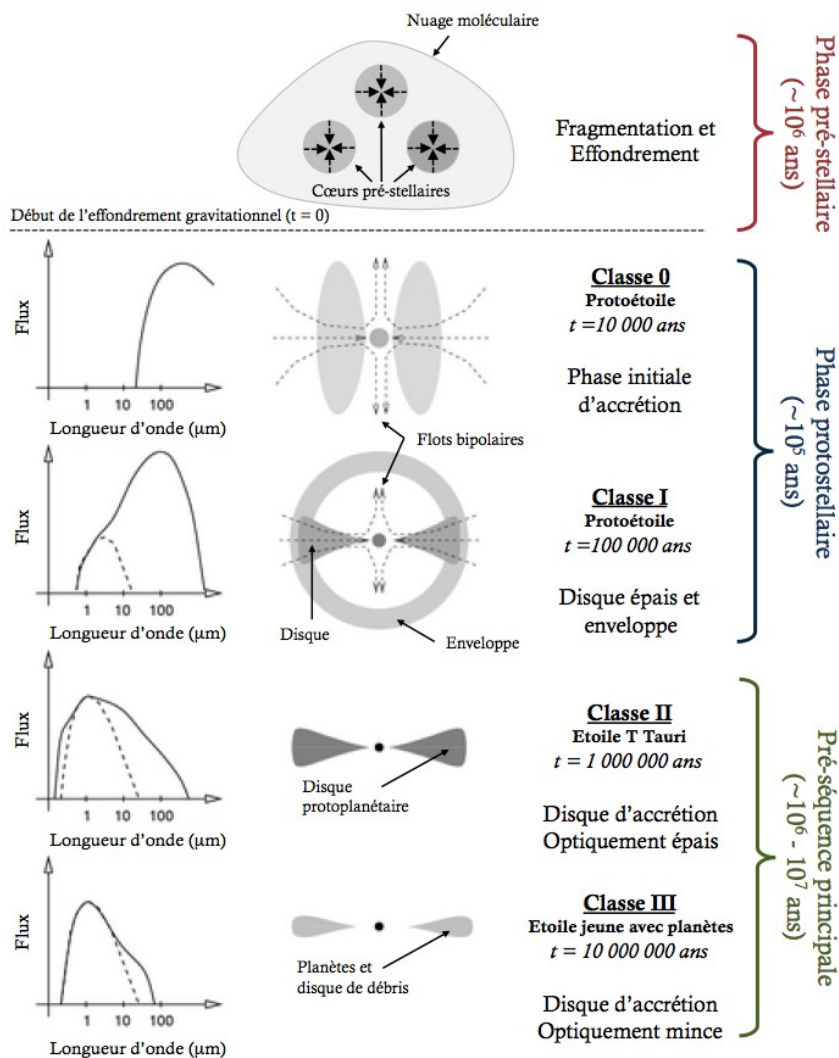 Nuage moléculaire
Cœurs pré-stellaires
Fragmentation et
Effondrement
Phase pré-stellaire
(~10⁶ ans)
Début de l'effondrement gravitationnel (t = 0)
Flux
1 10 100
Longueur d'onde (µm)
Classe 0
Protoétoile
t =10 000 ans
Phase initiale
d'accrétion
Flots bipolaires
Phase protostellaire
(~10⁵ ans)
Flux
1 10 100
Longueur d'onde (µm)
Disque
Enveloppe
Classe I
Protoétoile
t =100 000 ans
Disque épais et
enveloppe
Flux
1 10 100
Longueur d'onde (µm)
Disque
protoplanétaire
Classe II
Etoile T Tauri
t = 1 000 000 ans
Disque d'accrétion
Optiquement épais
Pré-séquence principale
(~10⁶ - 10⁷ ans)
Flux
1 10 100
Longueur d'onde (µm)
Planètes et
disque de débris
Classe III
Etoile jeune avec planètes
t = 10 000 000 ans
Disque d'accrétion
Optiquement mince